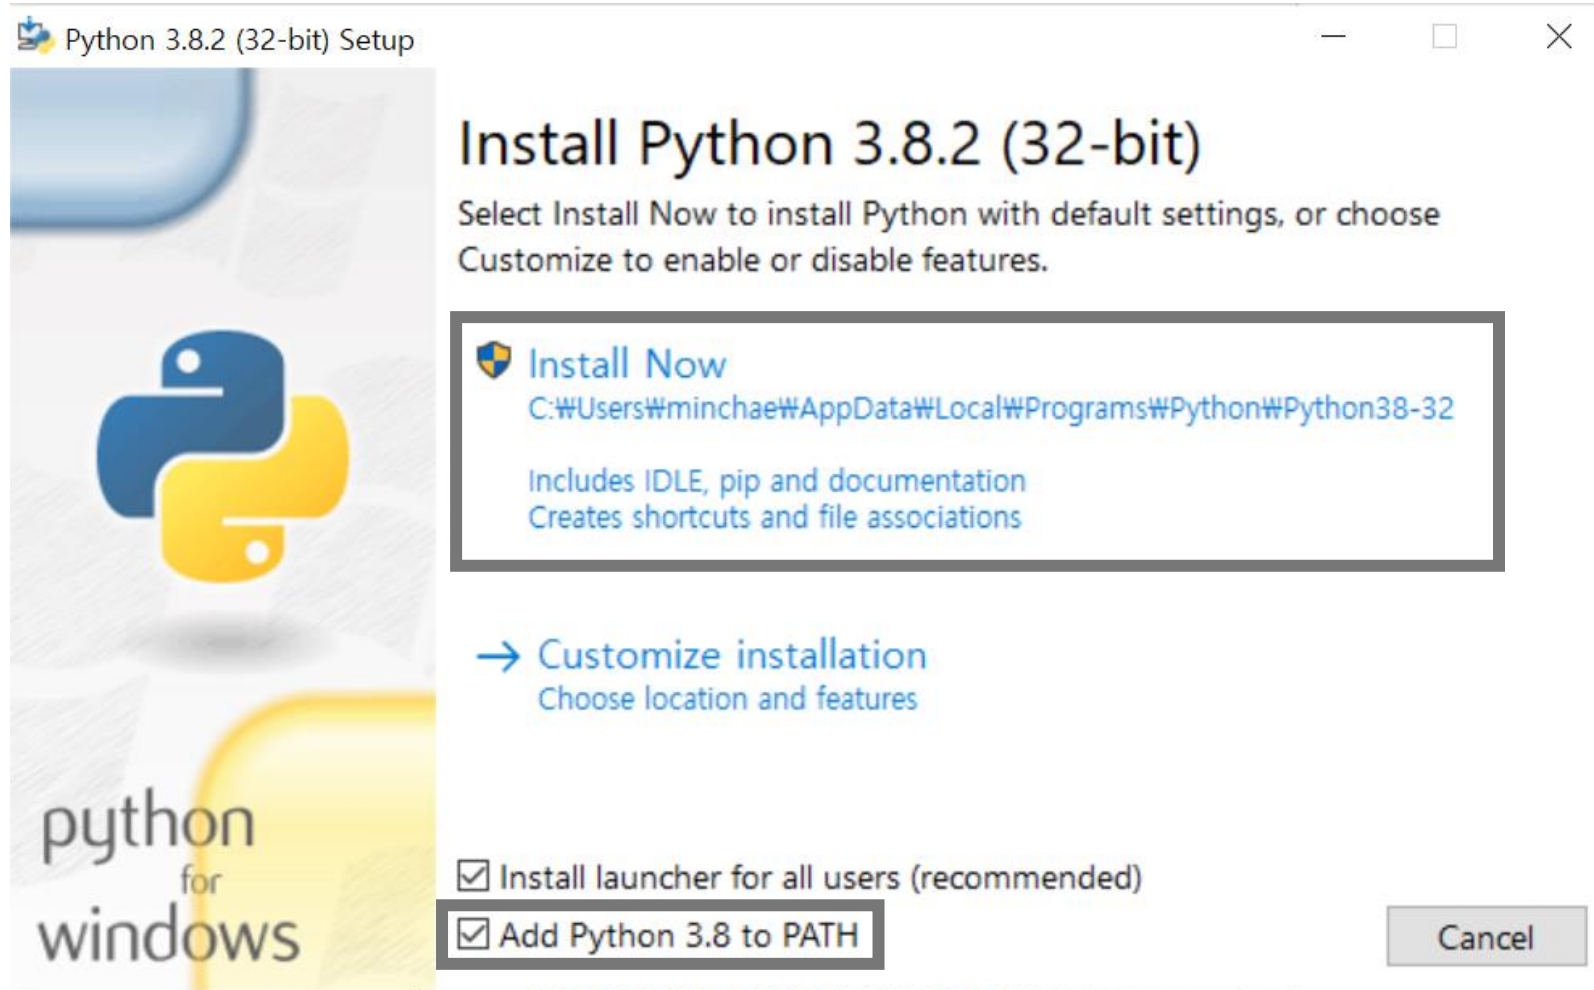 Python 3.8.2 (32-bit) Setup
Install Python 3.8.2 (32-bit)
Select Install Now to install Python with default settings, or choose
Customize to enable or disable features.
Install Now
C:₩Users₩minchae₩AppData₩Local₩Programs₩Python₩Python38-32
Includes IDLE, pip and documentation
Creates shortcuts and file associations
Customize installation
Choose location and features
python
for
windows
Install launcher for all users (recommended)
Add Python 3.8 to PATH
Cancel